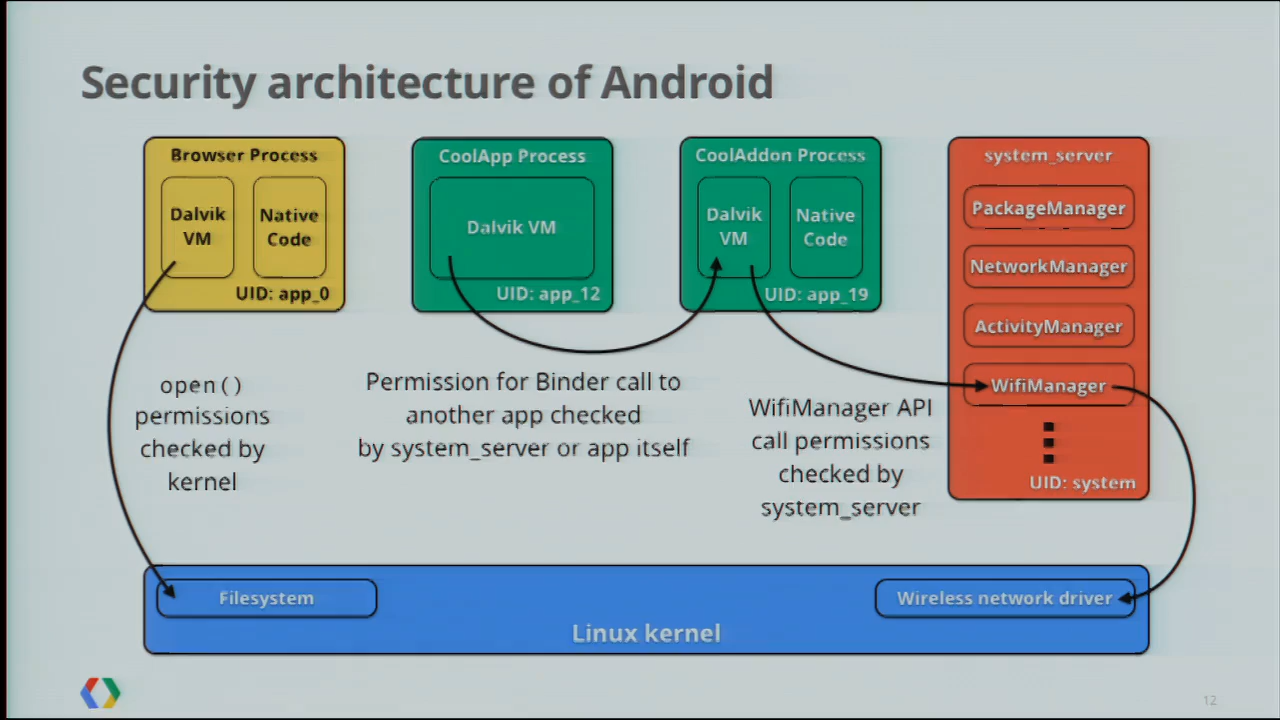 Security architecture of Android
Browser Process
Dalvik
VM
Native
Code
UID: app_0
CoolApp Process
Dalvik VM
UID: app_12
CoolAddon Process
Dalvik
VM
Native
Code
UID: app_19
system_server
PackageManager
NetworkManager
ActivityManager
WifiManager
UID: system
open()
permissions
checked by
kernel
Permission for Binder call to
another app checked
by system_server or app itself
WifiManager API
call permissions
checked by
system_server
Filesystem
Wireless network driver
Linux kernel
12